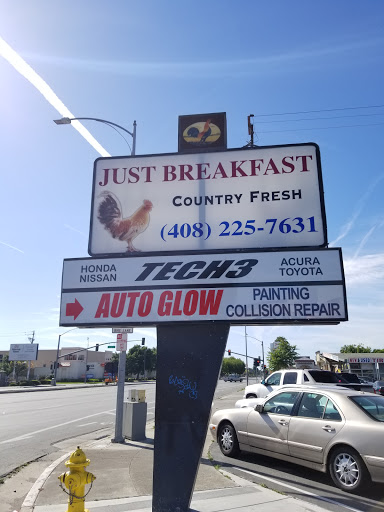 JUST BREAKFAST
COUNTRY FRESH
(408) 225-7631
HONDA
NISSAN
TECH3
ACURA
TOYOTA
AUTO GLOW
PAINTING
COLLISION REPAIR